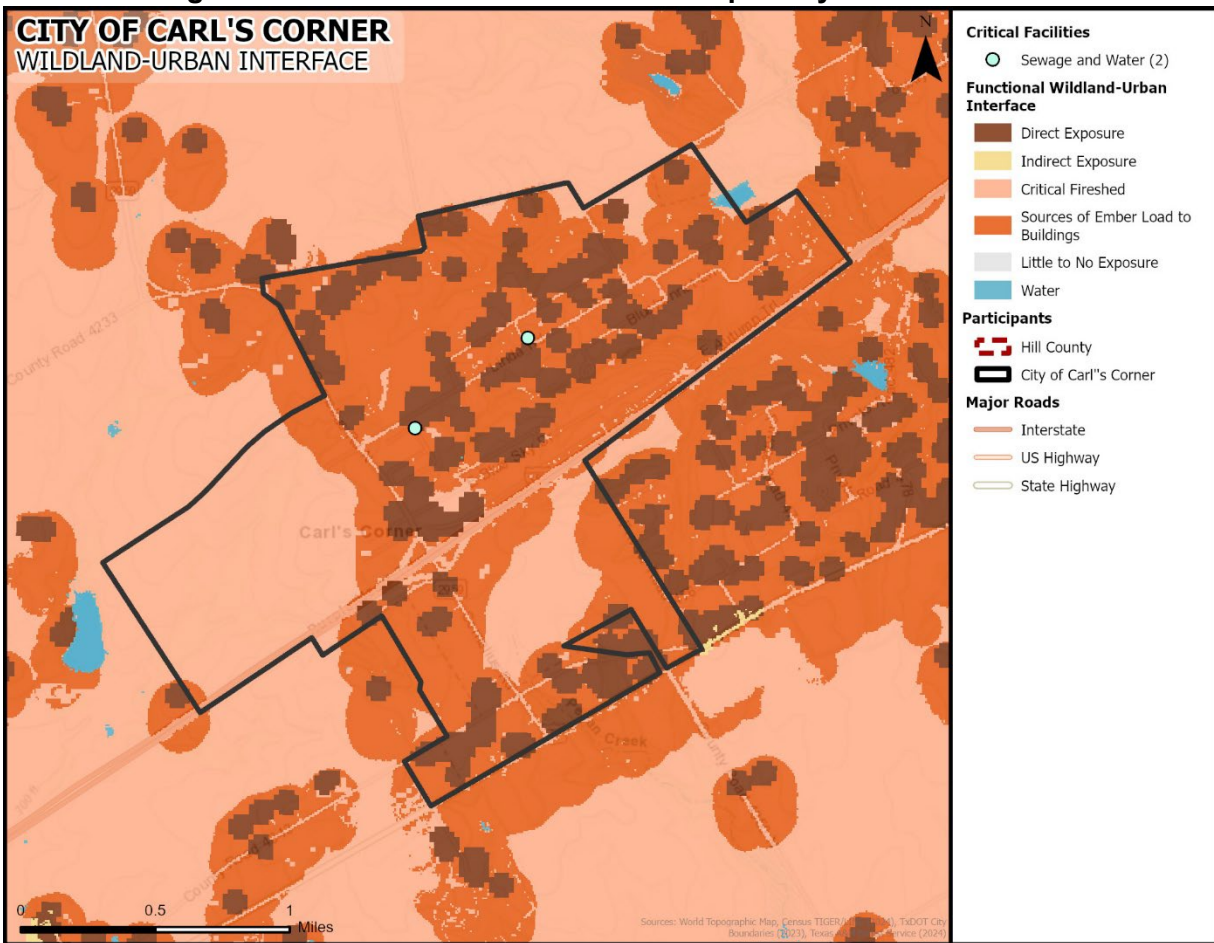 CITY OF CARL'S CORNER
WILDLAND-URBAN INTERFACE
N
County Road 4233
Carl's Corner
Creek
0 0.5 1
Miles
Sources: World Topographic Map, Census
TxDOT City
Boundaries
Texas
Service (2024)
Critical Facilities
Sewage and Water (2)
Functional Wildland-Urban
Interface
Direct Exposure
Indirect Exposure
Critical Fireshed
Sources of Ember Load to
Buildings
Little to No Exposure
Water
Participants
Hill County
City of Carl"s Corner
Major Roads
Interstate
US Highway
State Highway